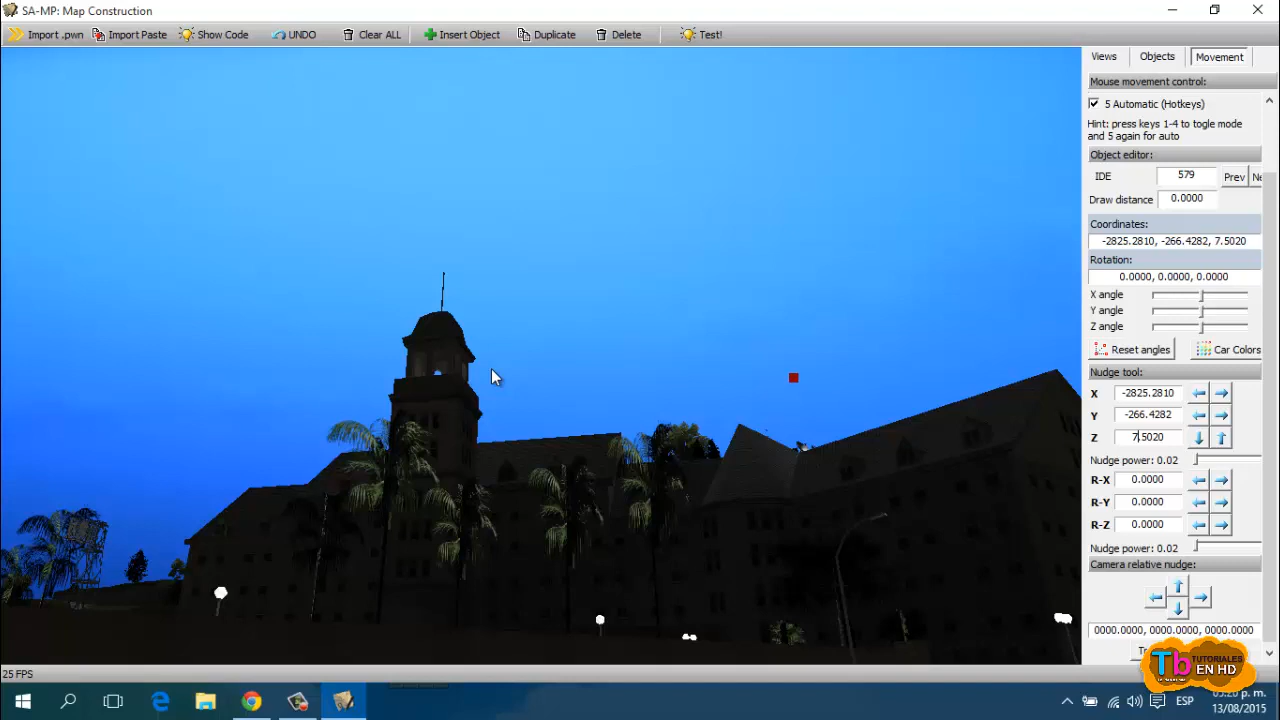 SA-MP: Map Construction
Import .pwn Import Paste Show Code UNDO Clear ALL Insert Object Duplicate Delete Test!
Views Objects Movement
Mouse movement control:
5 Automatic (Hotkeys)
Hint: press keys 1-4 to togle mode
and 5 again for auto
Object editor:
IDE 579 Prev Ne
Draw distance 0.0000
Coordinates:
-2825.2810, -266.4282, 7.5020
Rotation:
0.0000, 0.0000, 0.0000
X angle
Y angle
Z angle
Reset angles Car Colors
Nudge tool:
X -2825.2810
Y -266.4282
Z 7.5020
Nudge power: 0.02
R-X 0.0000
R-Y 0.0000
R-Z 0.0000
Nudge power: 0.02
Camera relative nudge:
0000.0000, 0000.0000, 0000.0000
Tb TUTORIALES
EN HD
25 FPS
ESP
13/08/2015